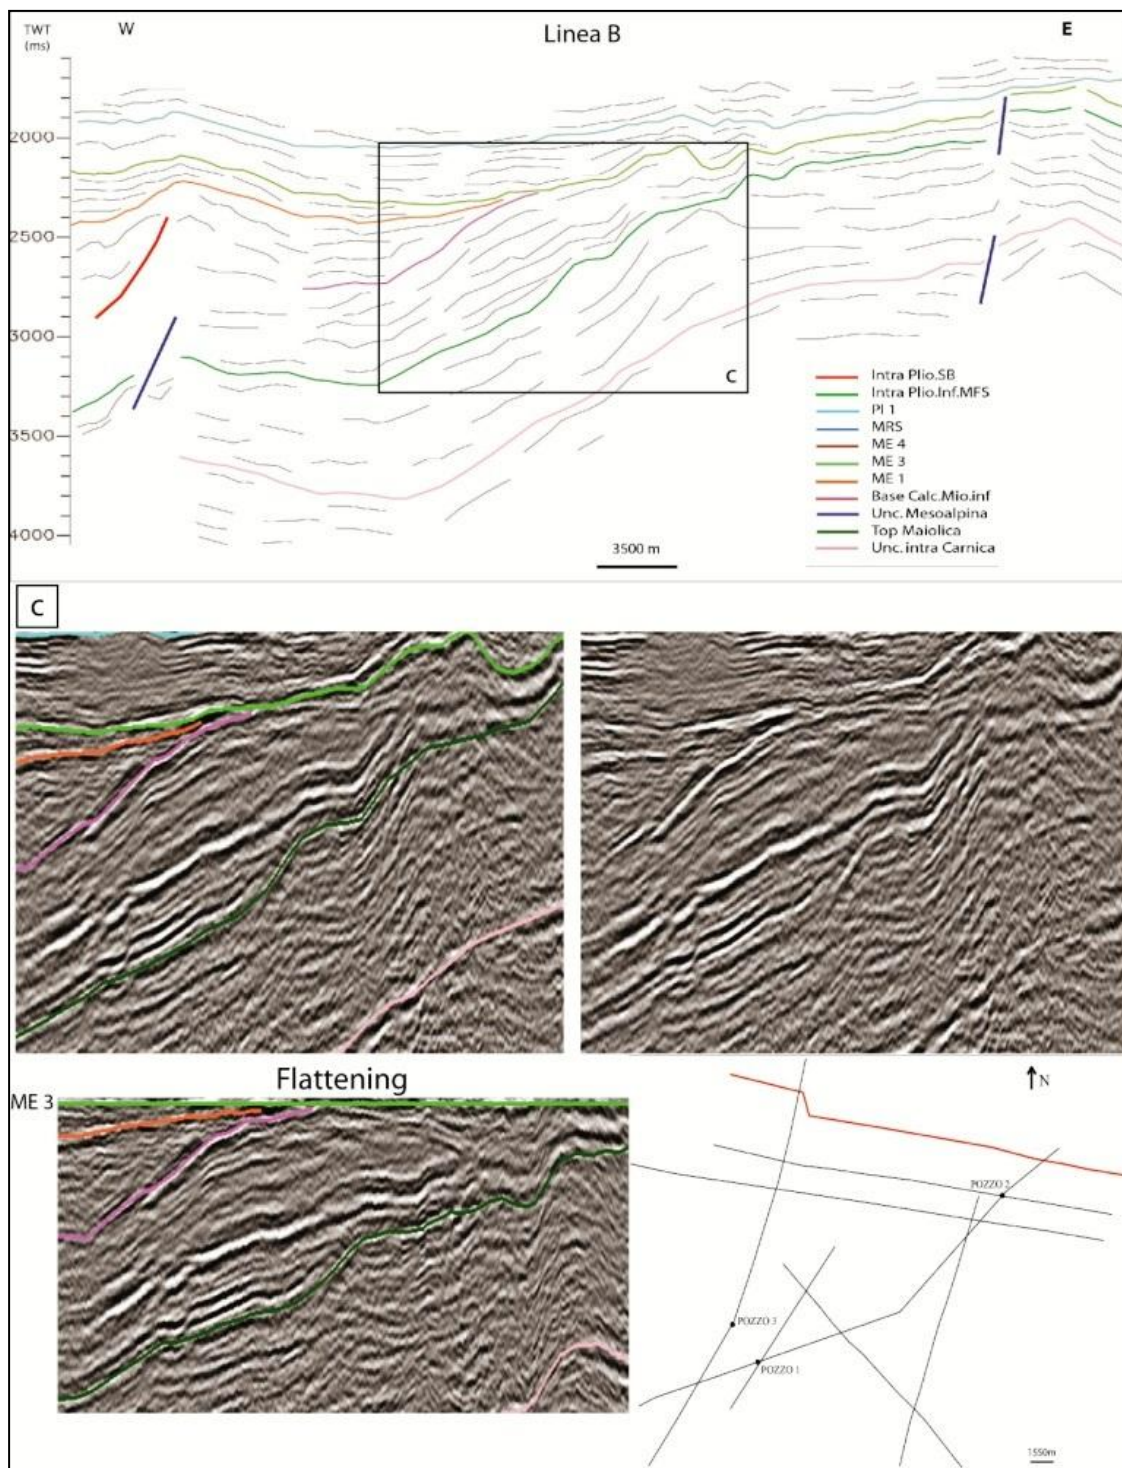 TWT
(ms)
W
Linea B
E
2000
2500
3000
3500
4000
C
Intra Plio.SB
Intra Plio.Inf.MFS
Pl 1
MRS
ME 4
ME 3
ME 1
Base Calc.Mio.inf
Unc. Mesoalpina
Top Maiolica
Unc. intra Carnica
3500 m
C
Flattening
ME 3
N
POZZO 2
POZZO 3
POZZO 1
1550m